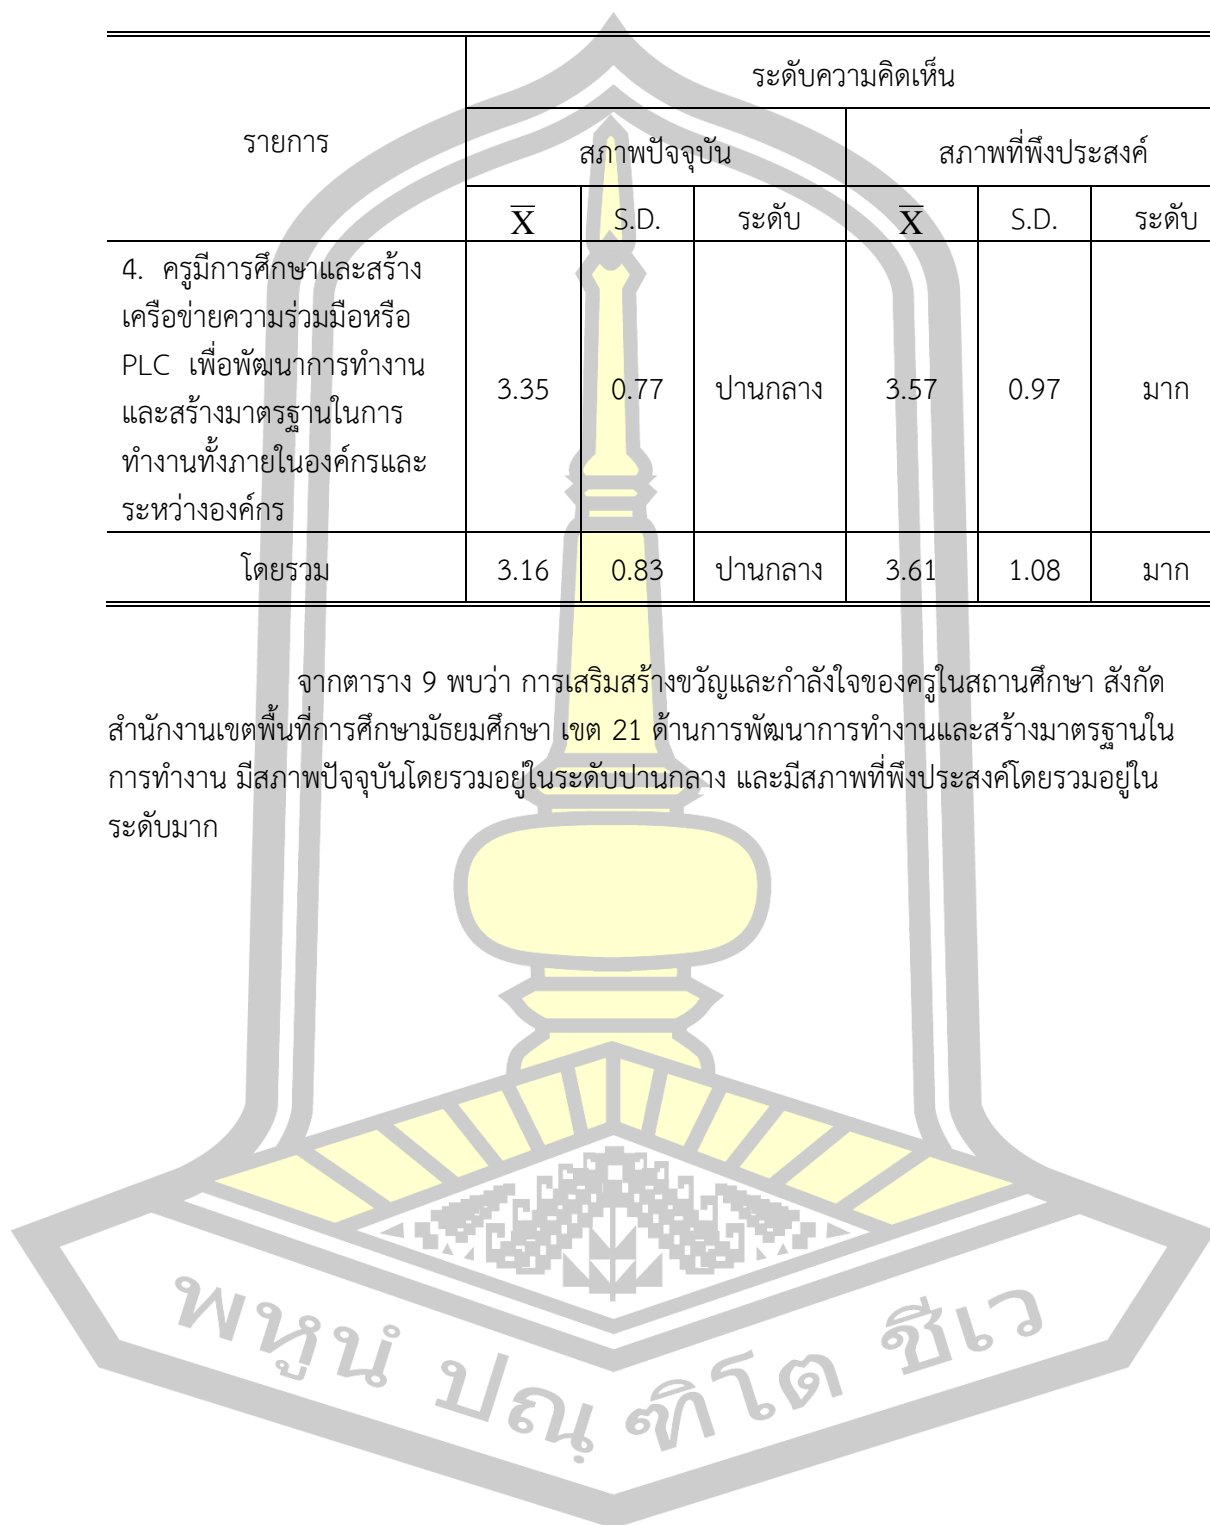 ระดับความคิดเห็น
รายการ
สภาพปัจจุบัน สภาพที่พึงประสงค์
X̅ S.D. ระดับ X̅ S.D. ระดับ
4. ครูมีการศึกษาและสร้าง
เครือข่ายความร่วมมือหรือ
PLC เพื่อพัฒนาการทำงาน
และสร้างมาตรฐานในการ
ทำงานทั้งภายในองค์กรและ
ระหว่างองค์กร
3.35 0.77 ปานกลาง 3.57 0.97 มาก
โดยรวม 3.16 0.83 ปานกลาง 3.61 1.08 มาก
จากตาราง 9 พบว่า การเสริมสร้างขวัญและกำลังใจของครูในสถานศึกษา สังกัด
สำนักงานเขตพื้นที่การศึกษามัธยมศึกษา เขต 21 ด้านการพัฒนาการทำงานและสร้างมาตรฐานใน
การทำงาน มีสภาพปัจจุบันโดยรวมอยู่ในระดับปานกลาง และมีสภาพที่พึงประสงค์โดยรวมอยู่ใน
ระดับมาก
พหูนํ ปณฺฑิโต ชีเว